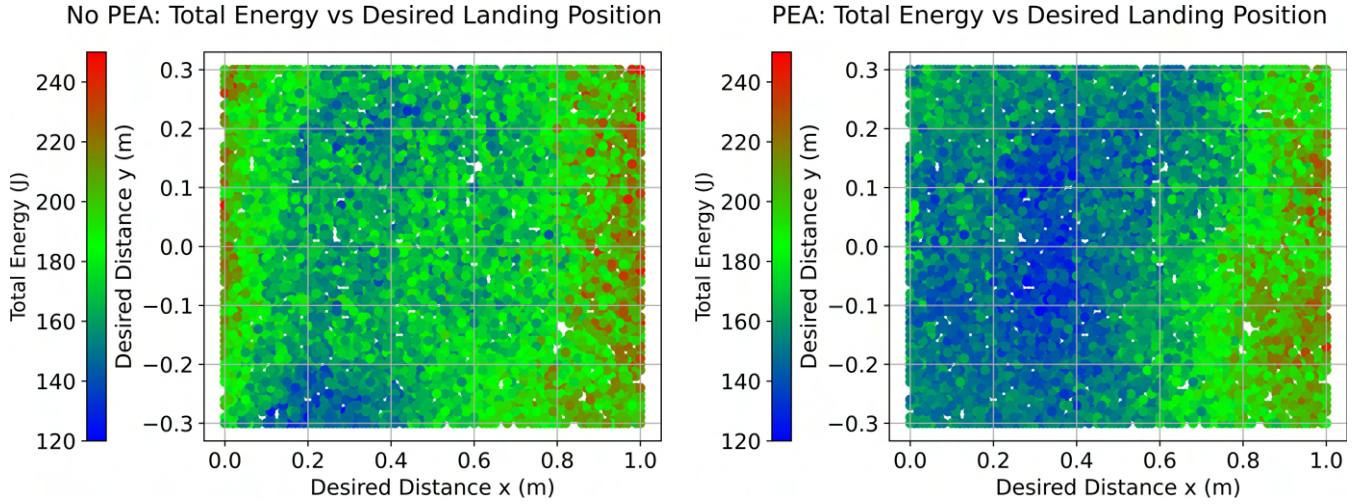 No PEA: Total Energy vs Desired Landing Position
Total Energy (J)
240
220
200
180
160
140
120
Desired Distance y (m)
0.3
0.2
0.1
0.0
−0.1
−0.2
−0.3
0.0 0.2 0.4 0.6 0.8 1.0
Desired Distance x (m)
PEA: Total Energy vs Desired Landing Position
Total Energy (J)
240
220
200
180
160
140
120
Desired Distance y (m)
0.3
0.2
0.1
0.0
−0.1
−0.2
−0.3
0.0 0.2 0.4 0.6 0.8 1.0
Desired Distance x (m)